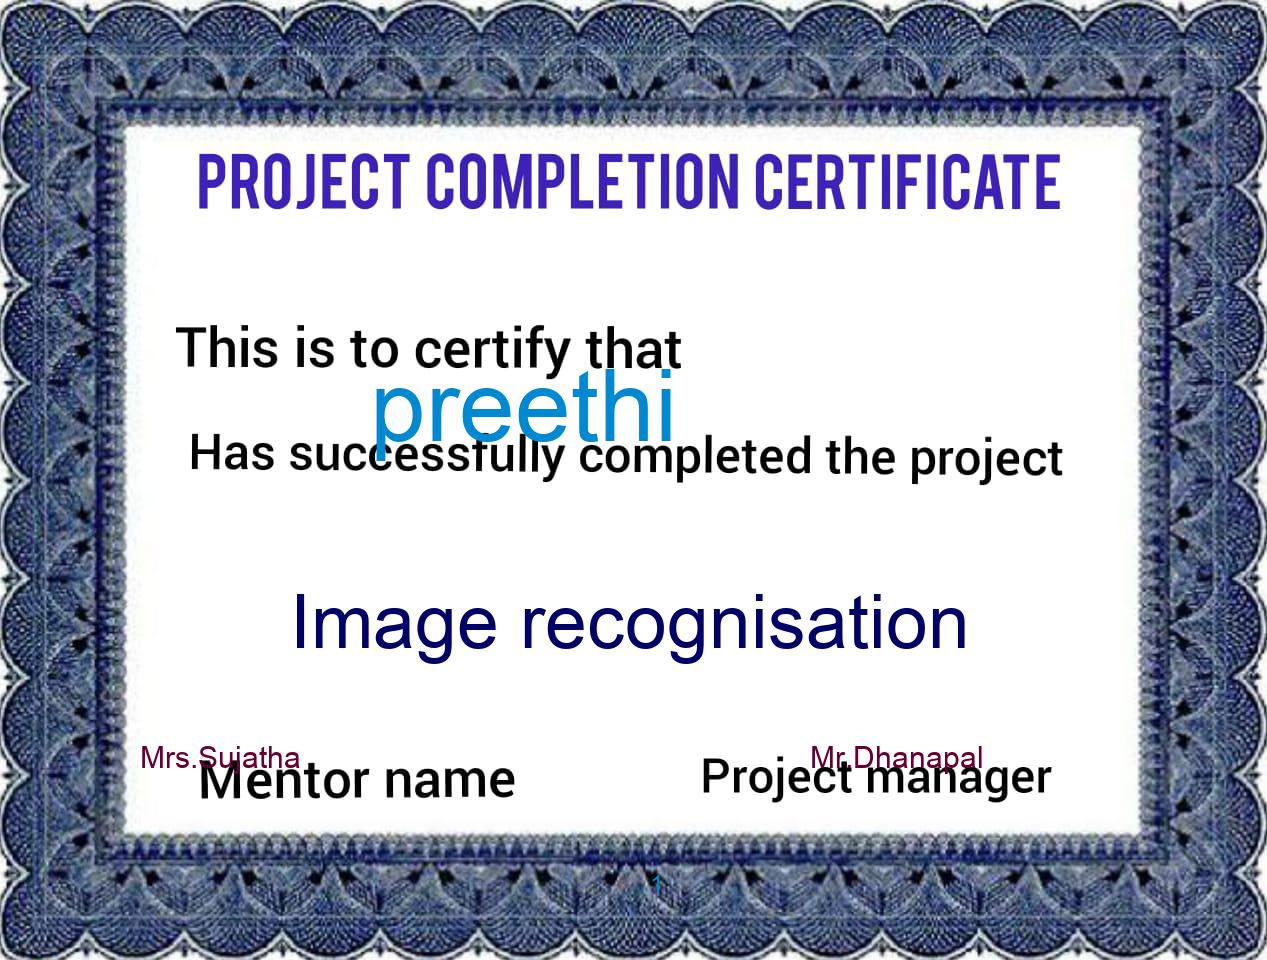 PROJECT COMPLETION CERTIFICATE
This is to certify that
preethi
Has successfully completed the project
Image recognisation
Mrs.Sujatha
Mr.Dhanapal
Mentor name
Project manager
1